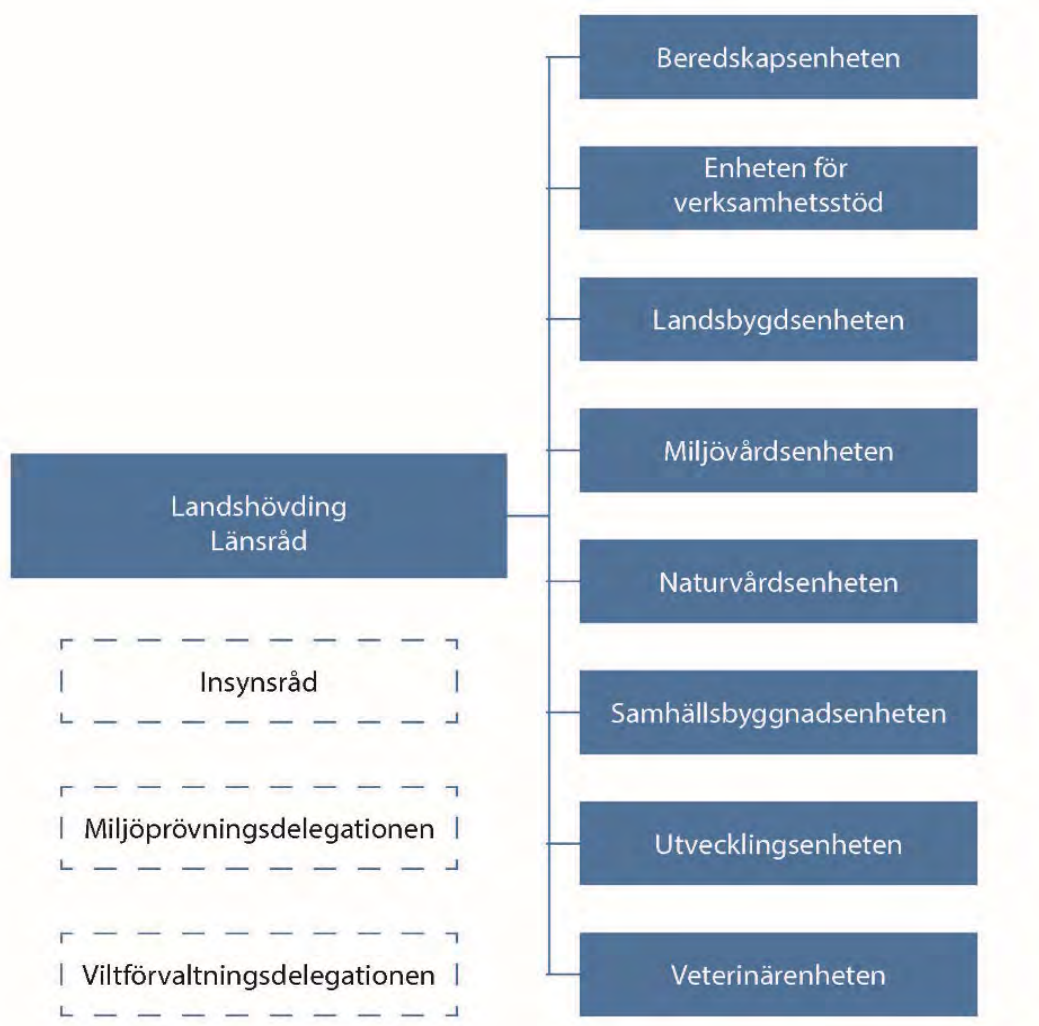 Landshövding
Länsråd
Insynsråd
Miljöprövningsdelegationen
Viltförvaltningsdelegationen
Beredskapsenheten
Enheten för
verksamhetsstöd
Landsbygdsenheten
Miljövårdsenheten
Naturvårdsenheten
Samhällsbyggnadsenheten
Utvecklingsenheten
Veterinärenheten